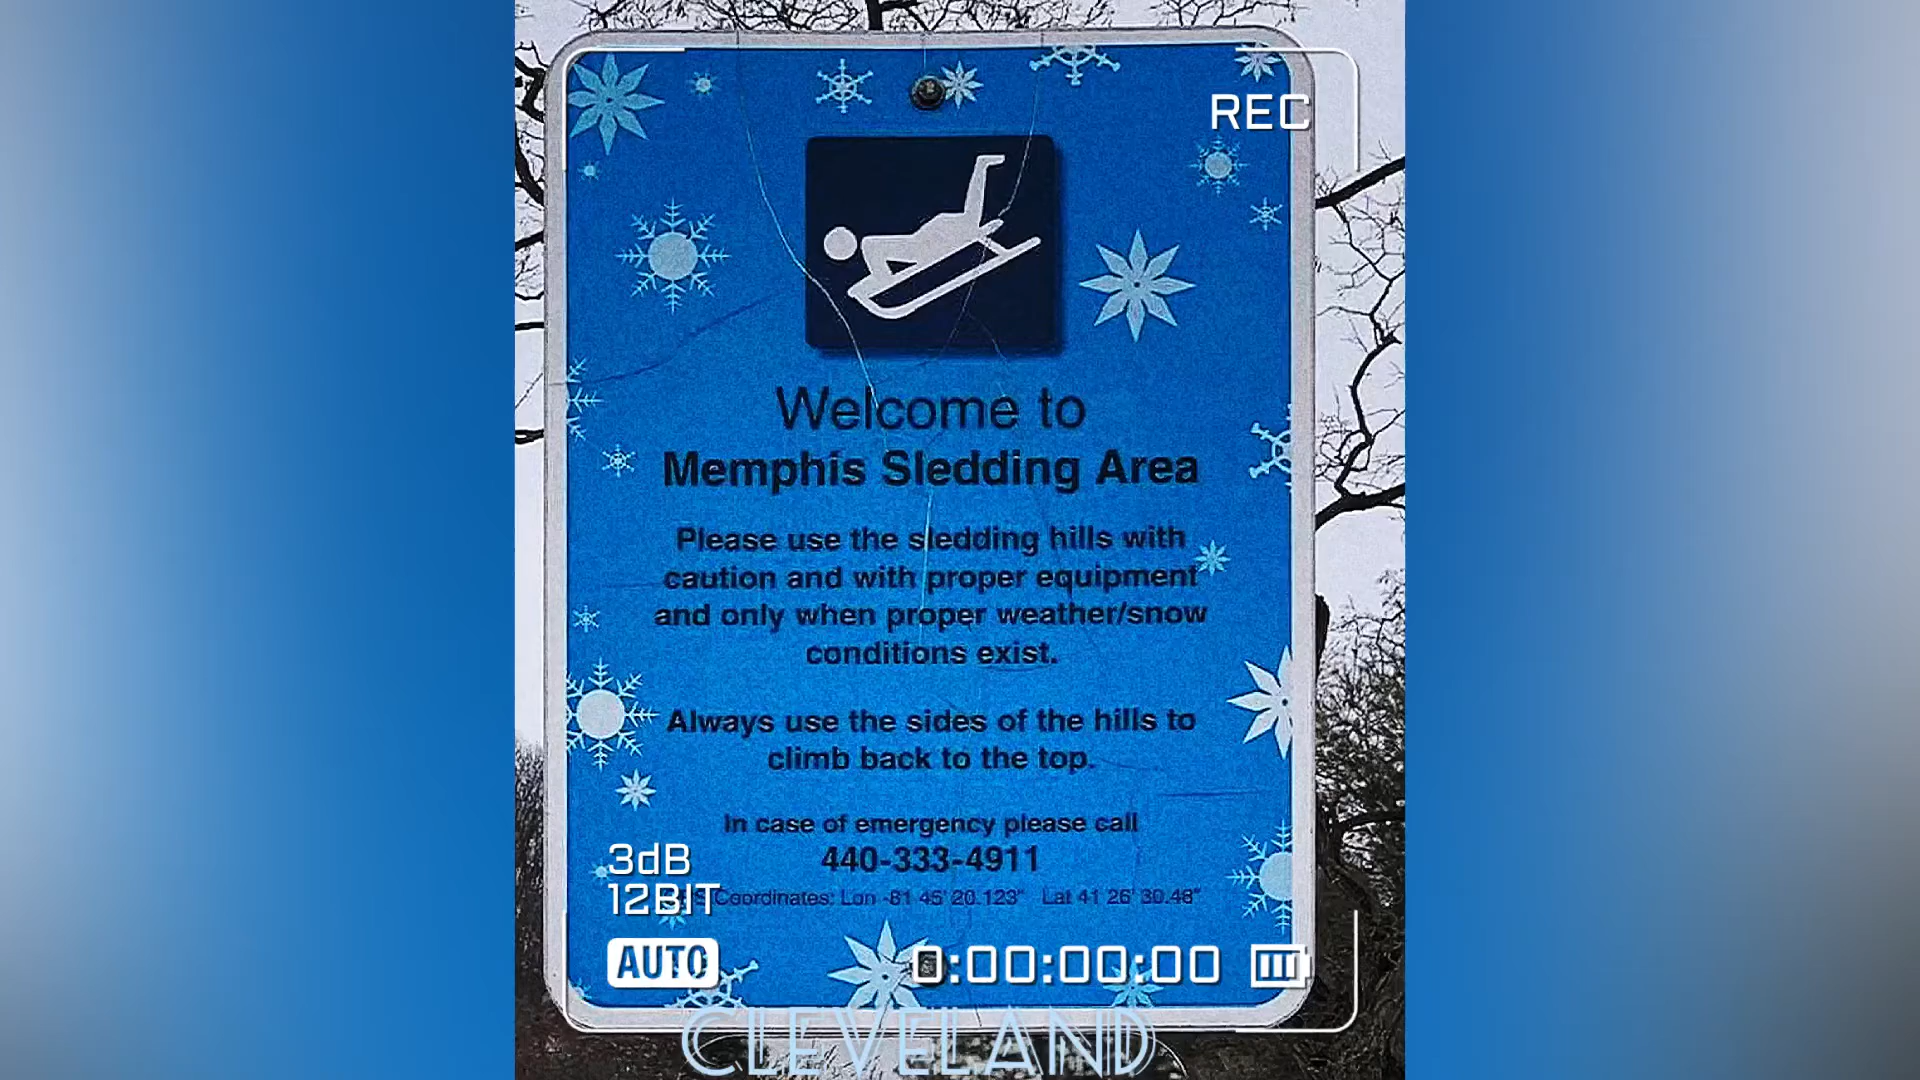 REC
Welcome to
Memphis Sledding Area
Please use the sledding hills with
caution and with proper equipment
and only when proper weather/snow
conditions exist.
Always use the sides of the hills to
climb back to the top.
In case of emergency please call
440-333-4911
Coordinates: Lon -81 45' 20.123" Lat 41 26' 30.48"
3dB
12BIT
AUTO
0:00:00:00
CLEVELAND